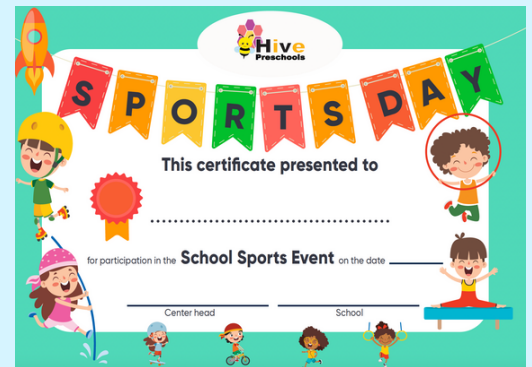 Hive
Preschools
SPORTS DAY
This certificate presented to
for participation in the School Sports Event on the date
Center head School